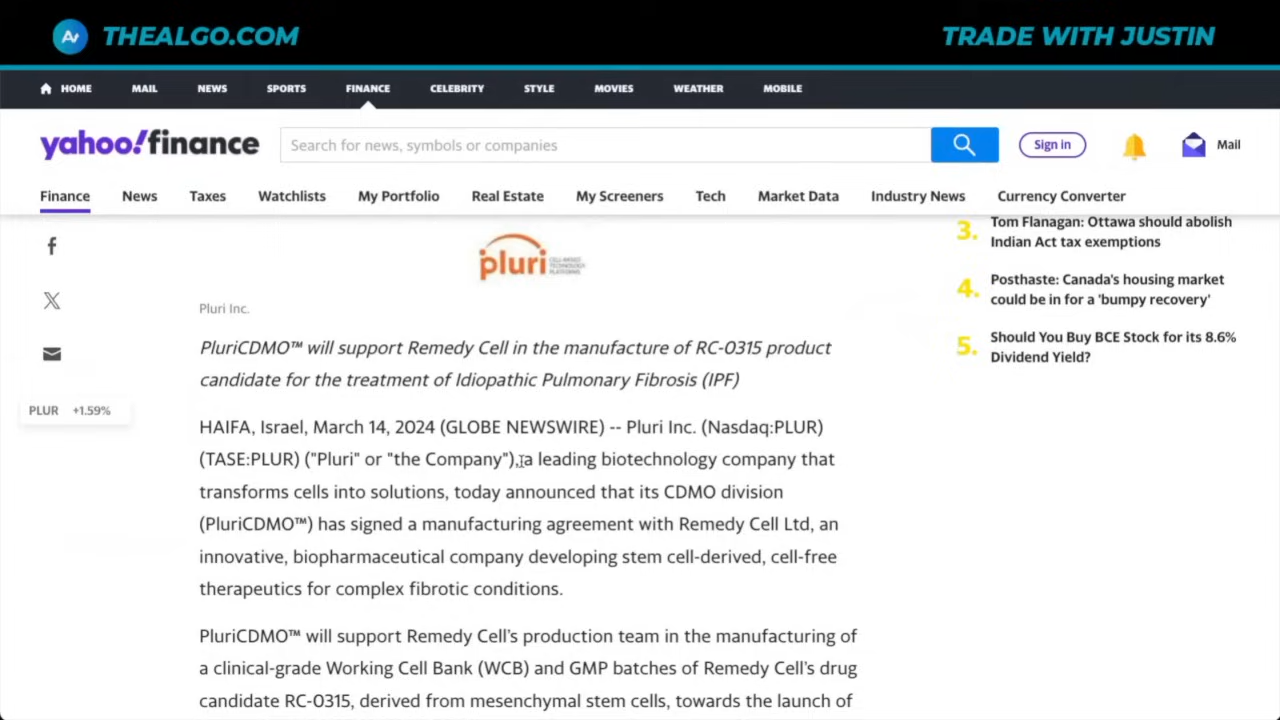 THEALGO.COM
TRADE WITH JUSTIN
HOME MAIL NEWS SPORTS FINANCE CELEBRITY STYLE MOVIES WEATHER MOBILE
yahoo!finance
Search for news, symbols or companies
Sign in
Mail
Finance News Taxes Watchlists My Portfolio Real Estate My Screeners Tech Market Data Industry News Currency Converter
pluri
CELL-BASED
TECHNOLOGY
PLATFORMS
Pluri Inc.
PluriCDMO™ will support Remedy Cell in the manufacture of RC-0315 product
candidate for the treatment of Idiopathic Pulmonary Fibrosis (IPF)
PLUR +1.59%
HAIFA, Israel, March 14, 2024 (GLOBE NEWSWIRE) -- Pluri Inc. (Nasdaq:PLUR)
(TASE:PLUR) ("Pluri" or "the Company"), a leading biotechnology company that
transforms cells into solutions, today announced that its CDMO division
(PluriCDMO™) has signed a manufacturing agreement with Remedy Cell Ltd, an
innovative, biopharmaceutical company developing stem cell-derived, cell-free
therapeutics for complex fibrotic conditions.
PluriCDMO™ will support Remedy Cell's production team in the manufacturing of
a clinical-grade Working Cell Bank (WCB) and GMP batches of Remedy Cell's drug
candidate RC-0315, derived from mesenchymal stem cells, towards the launch of
3. Tom Flanagan: Ottawa should abolish
Indian Act tax exemptions
4. Posthaste: Canada's housing market
could be in for a 'bumpy recovery'
5. Should You Buy BCE Stock for its 8.6%
Dividend Yield?